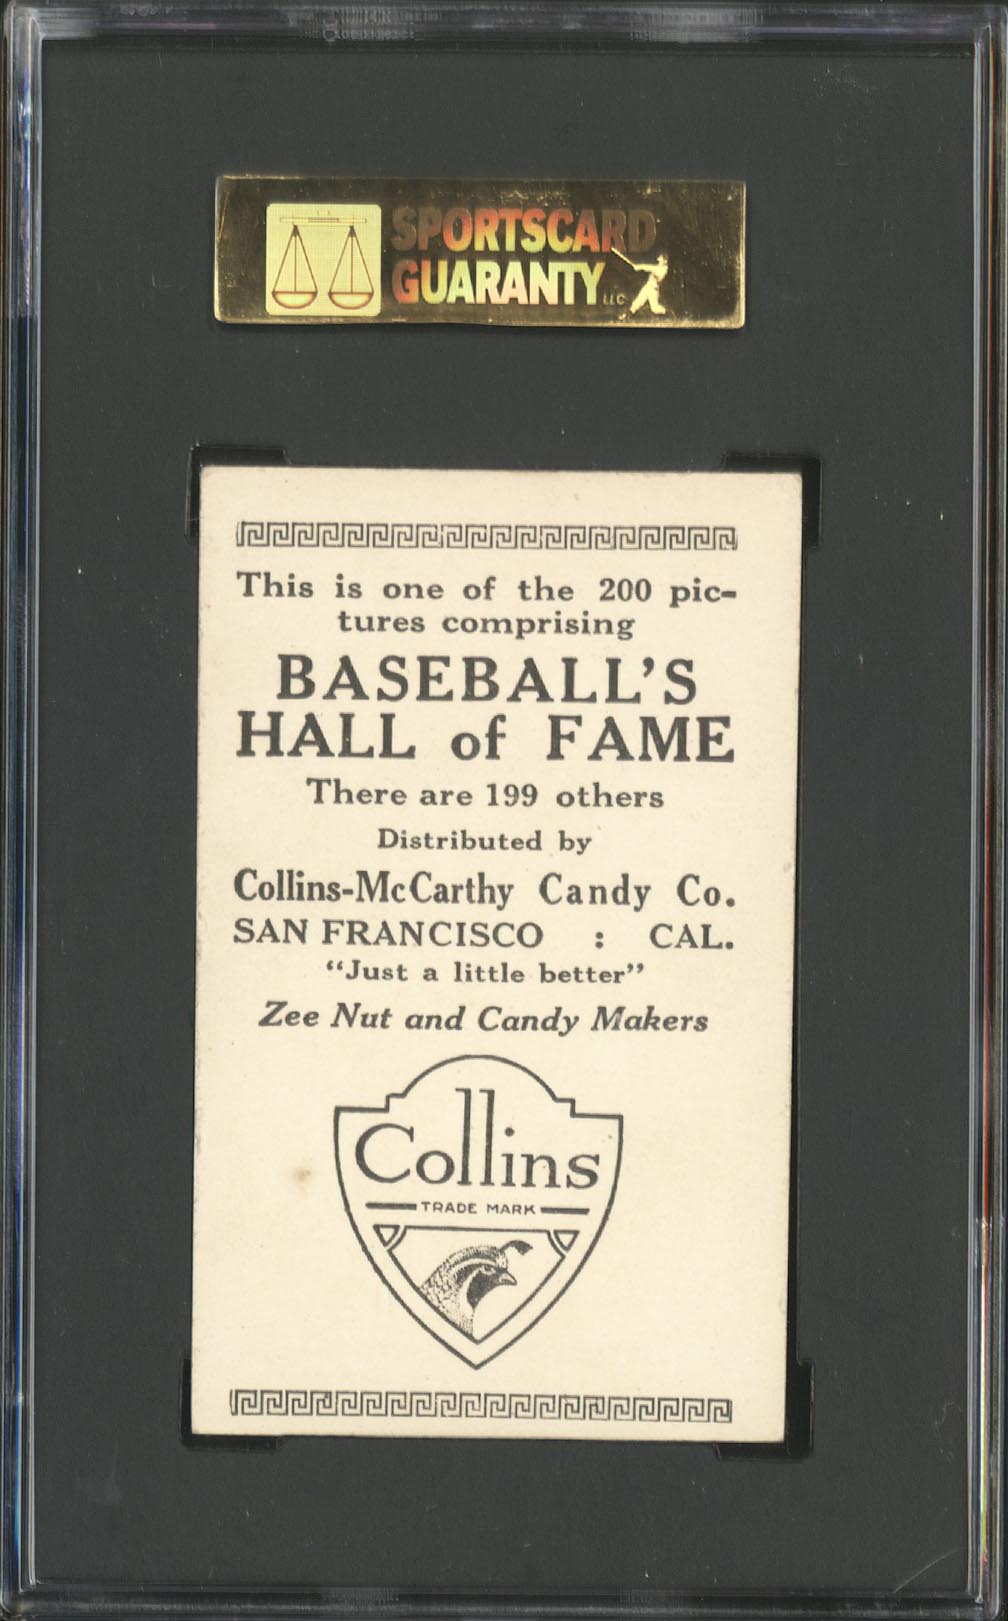 SPORTSCARD
GUARANTY LLC
This is one of the 200 pic-
tures comprising
BASEBALL'S
HALL of FAME
There are 199 others
Distributed by
Collins-McCarthy Candy Co.
SAN FRANCISCO : CAL.
"Just a little better"
Zee Nut and Candy Makers
Collins
TRADE MARK